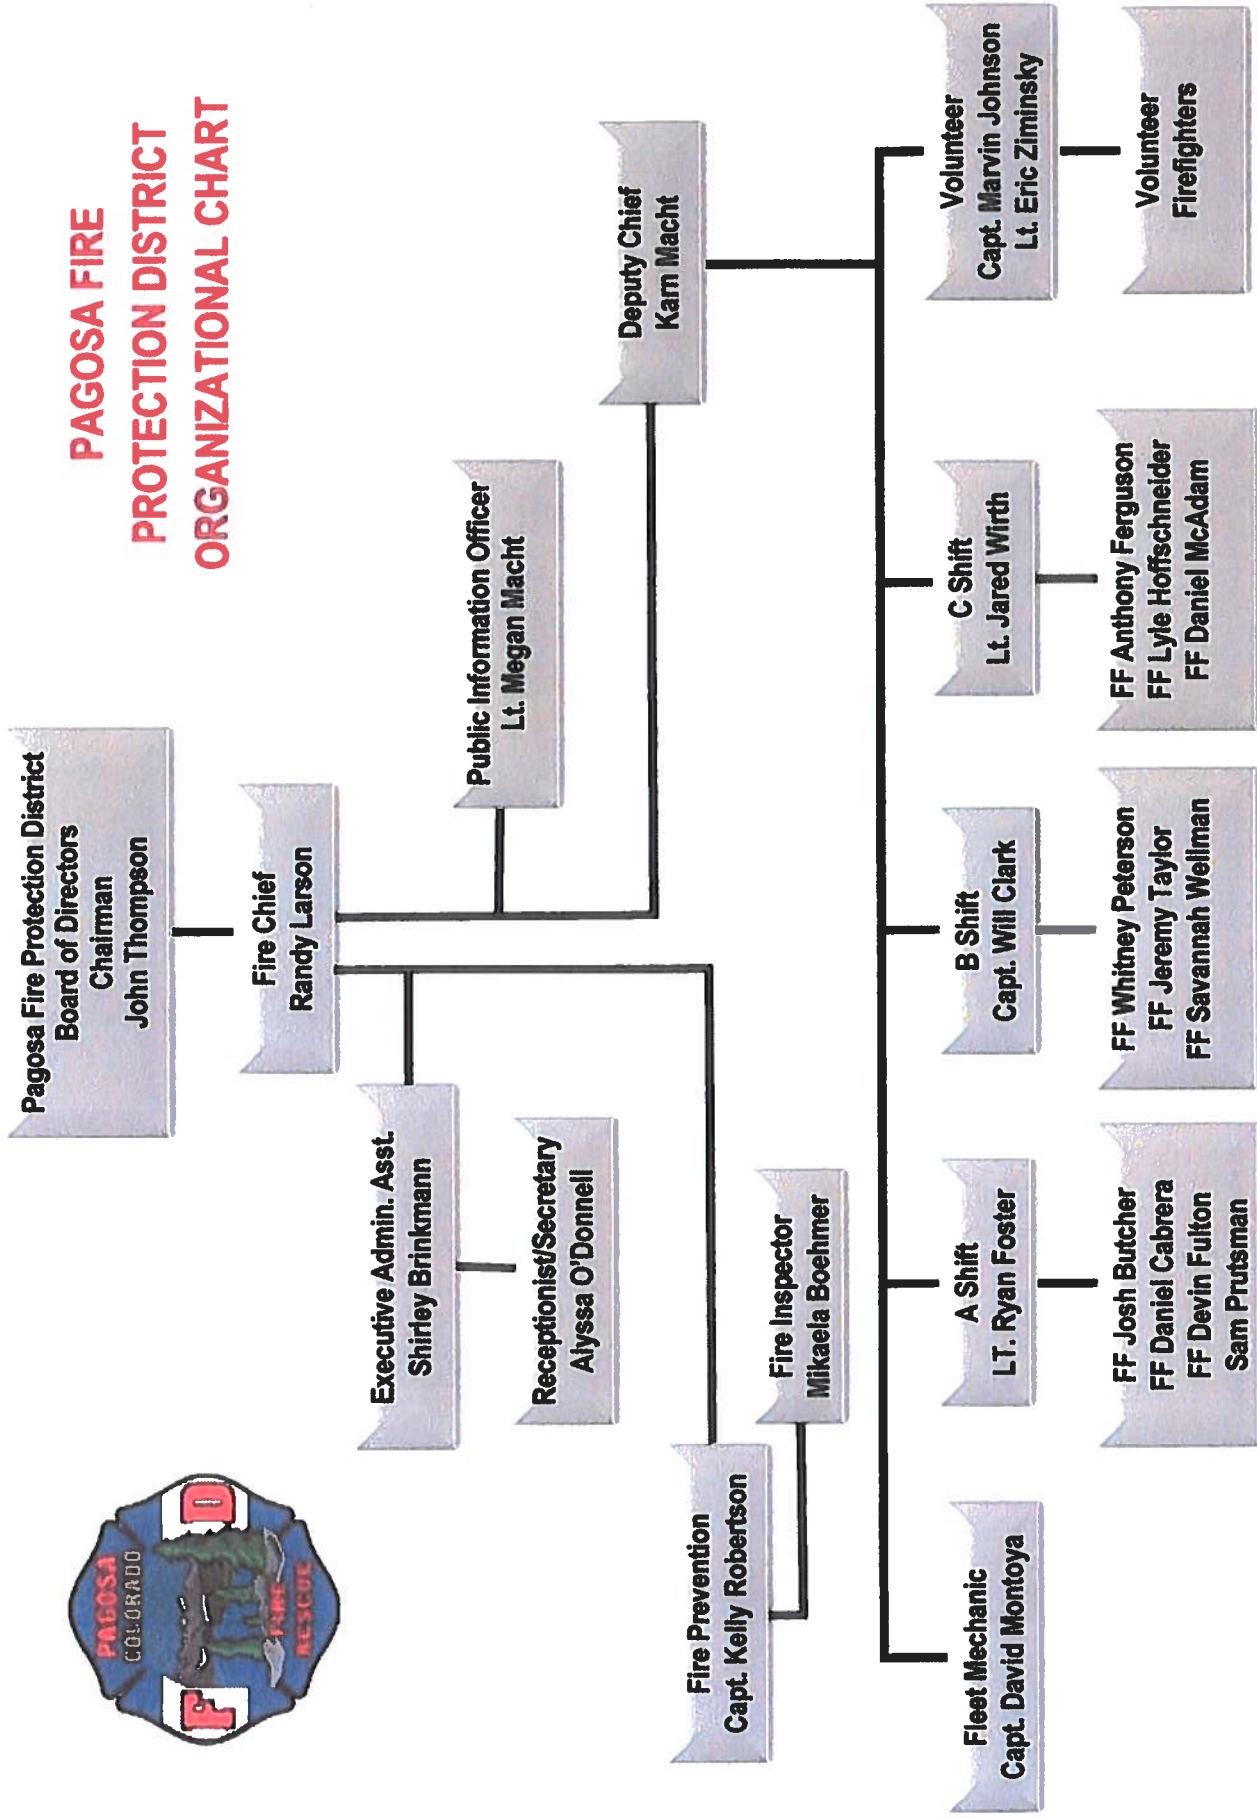 PAGOSA FIRE
PROTECTION DISTRICT
ORGANIZATIONAL CHART
PAGOSA
COLORADO
F D
FIRE
RESCUE
Pagosa Fire Protection District
Board of Directors
Chairman
John Thompson
Fire Chief
Randy Larson
Executive Admin. Asst.
Shirley Brinkmann
Receptionist/Secretary
Alyssa O'Donnell
Public Information Officer
Lt. Megan Macht
Deputy Chief
Karn Macht
Fire Prevention
Capt. Kelly Robertson
Fire Inspector
Mikaela Boehmer
Fleet Mechanic
Capt. David Montoya
A Shift
LT. Ryan Foster
FF Josh Butcher
FF Daniel Cabrera
FF Devin Fulton
Sam Prutsman
B Shift
Capt. Will Clark
FF Whitney Peterson
FF Jeremy Taylor
FF Savannah Wellman
C Shift
Lt. Jared Wirth
FF Anthony Ferguson
FF Lyle Hoffschneider
FF Daniel McAdam
Volunteer
Capt. Marvin Johnson
Lt. Eric Ziminsky
Volunteer
Firefighters